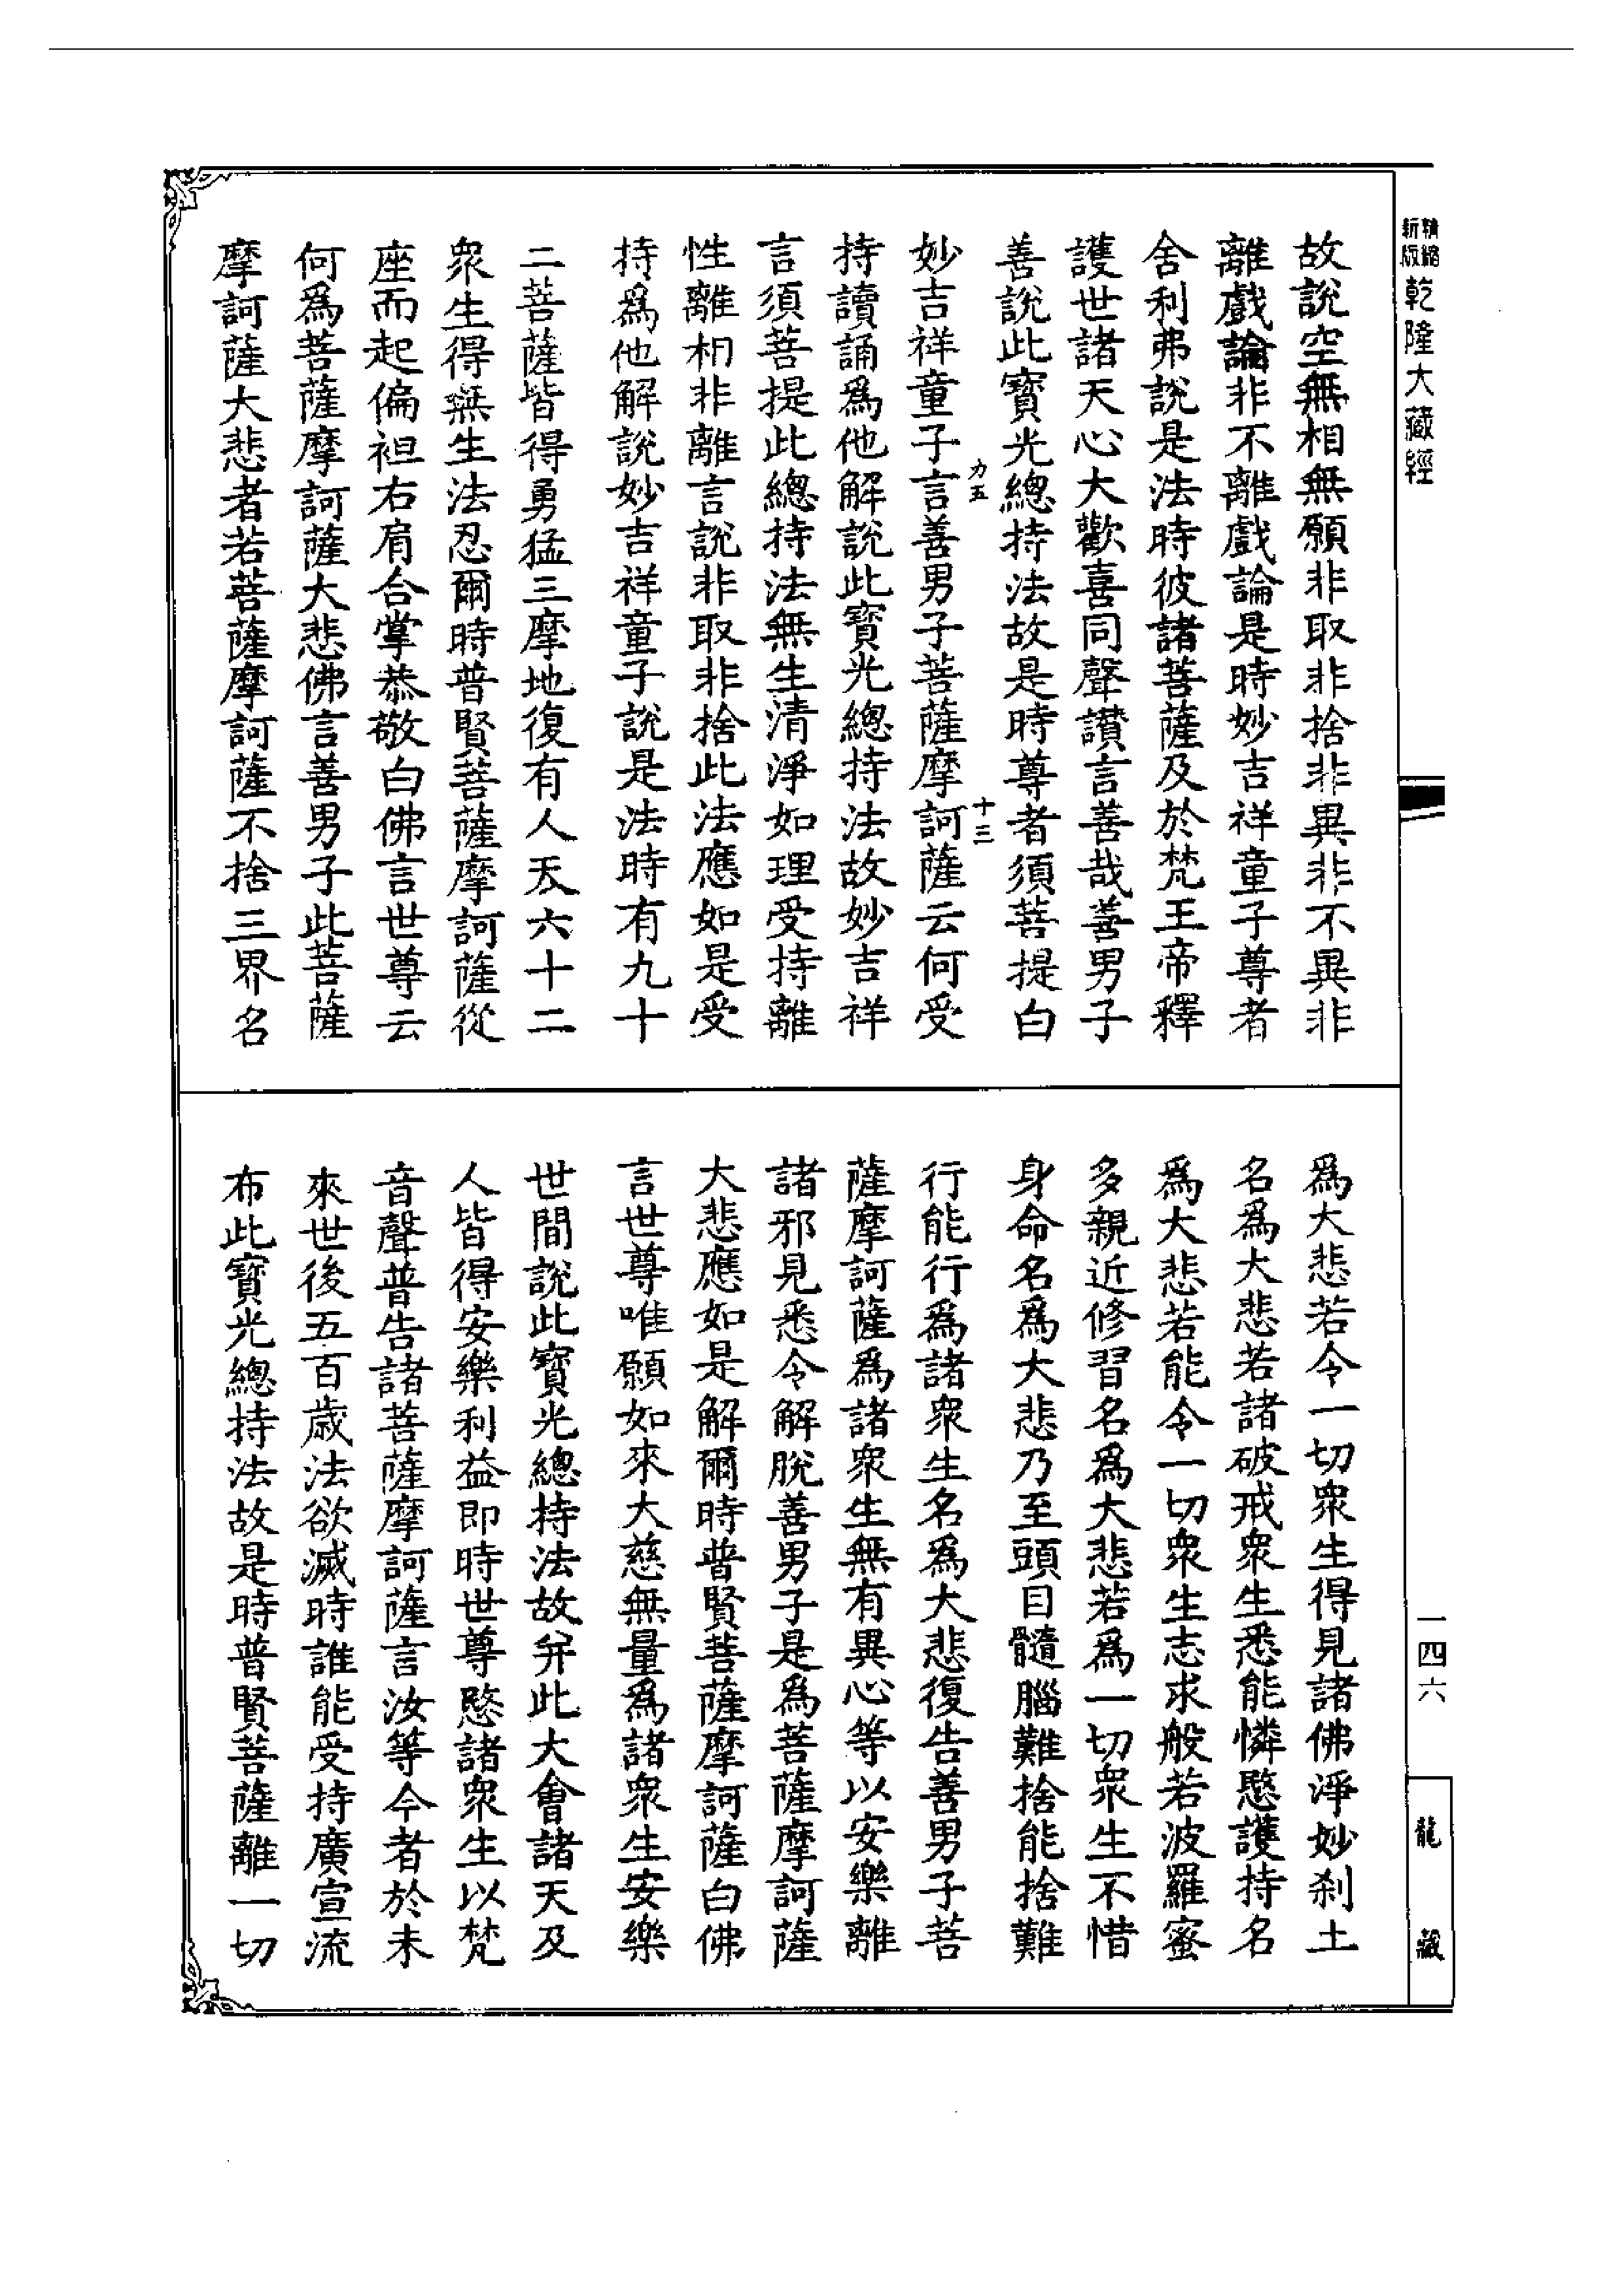 精縮新版乾隆大藏經
故說空無相無願非取非捨非異非不異非
離戲論非不離戲論是時妙吉祥童子尊者
舍利弗說是法時彼諸菩薩及於梵王帝釋
護世諸天心大歡喜同聲讃言善哉善男子
善說此寳光總持法故是時尊者須菩提白
力五
十三
妙吉祥童子言善男子菩薩摩訶薩云何受
持讀誦爲他解說此寳光總持法故妙吉祥
言須菩提此總持法無生清淨如理受持離
性離相非離言說非取非捨此法應如是受
持爲他解說妙吉祥童子說是法時有九十
二菩薩皆得勇猛三摩地復有人天六十二
衆生得無生法忍爾時普賢菩薩摩訶薩從
座而起偏袒右肩合掌恭敬白佛言世尊云
何爲菩薩摩訶薩大悲佛言善男子此菩薩
摩訶薩大悲者若菩薩摩訶薩不捨三界名
爲大悲若令一切衆生得見諸佛淨妙刹土
名爲大悲若諸破戒衆生悉能憐愍護持名
爲大悲若能令一切衆生志求般若波羅蜜
多親近修習名爲大悲若爲一切衆生不惜
身命名爲大悲乃至頭目髓腦難捨能捨難
行能行爲諸衆生名爲大悲復告善男子菩
薩摩訶薩爲諸衆生無有異心等以安樂離
諸邪見悉令解脫善男子是爲菩薩摩訶薩
大悲應如是解爾時普賢菩薩摩訶薩白佛
言世尊唯願如來大慈無量爲諸衆生安樂
世間說此寳光總持法故并此大會諸天及
人皆得安樂利益即時世尊愍諸衆生以梵
音聲普告諸菩薩摩訶薩言汝等今者於未
來世後五百歲法欲滅時誰能受持廣宣流
布此寳光總持法故是時普賢菩薩離一切
一四六
龍藏